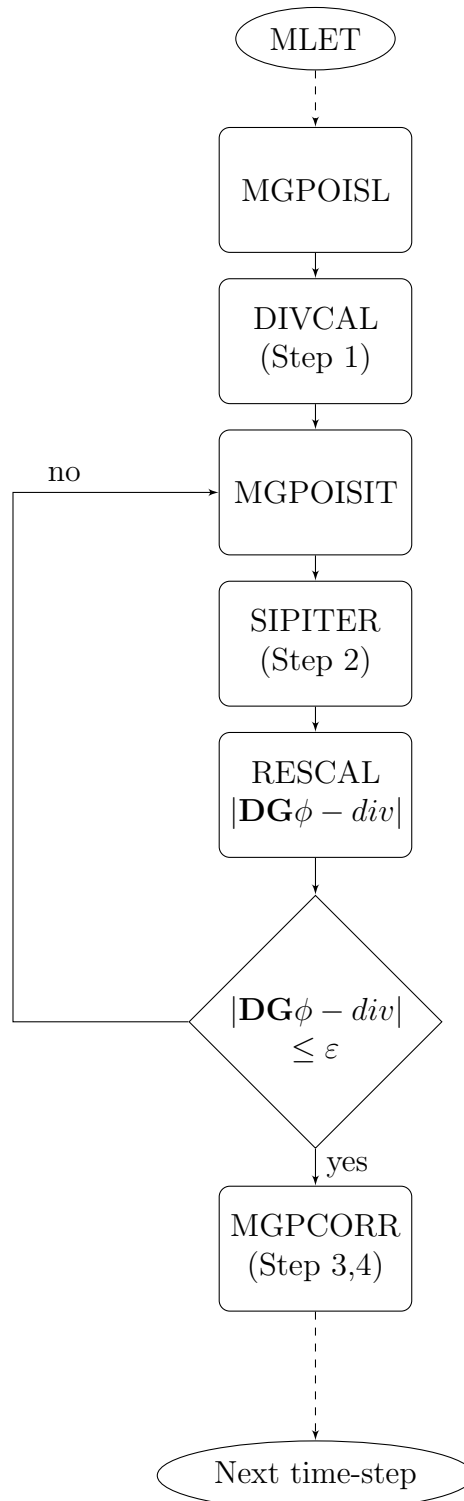 MLET
MGPOISL
DIVCAL
(Step 1)
no
MGPOISIT
SIPITER
(Step 2)
RESCAL
|DGϕ − div|
|DGϕ − div|
≤ ε
yes
MGPCORR
(Step 3,4)
Next time-step